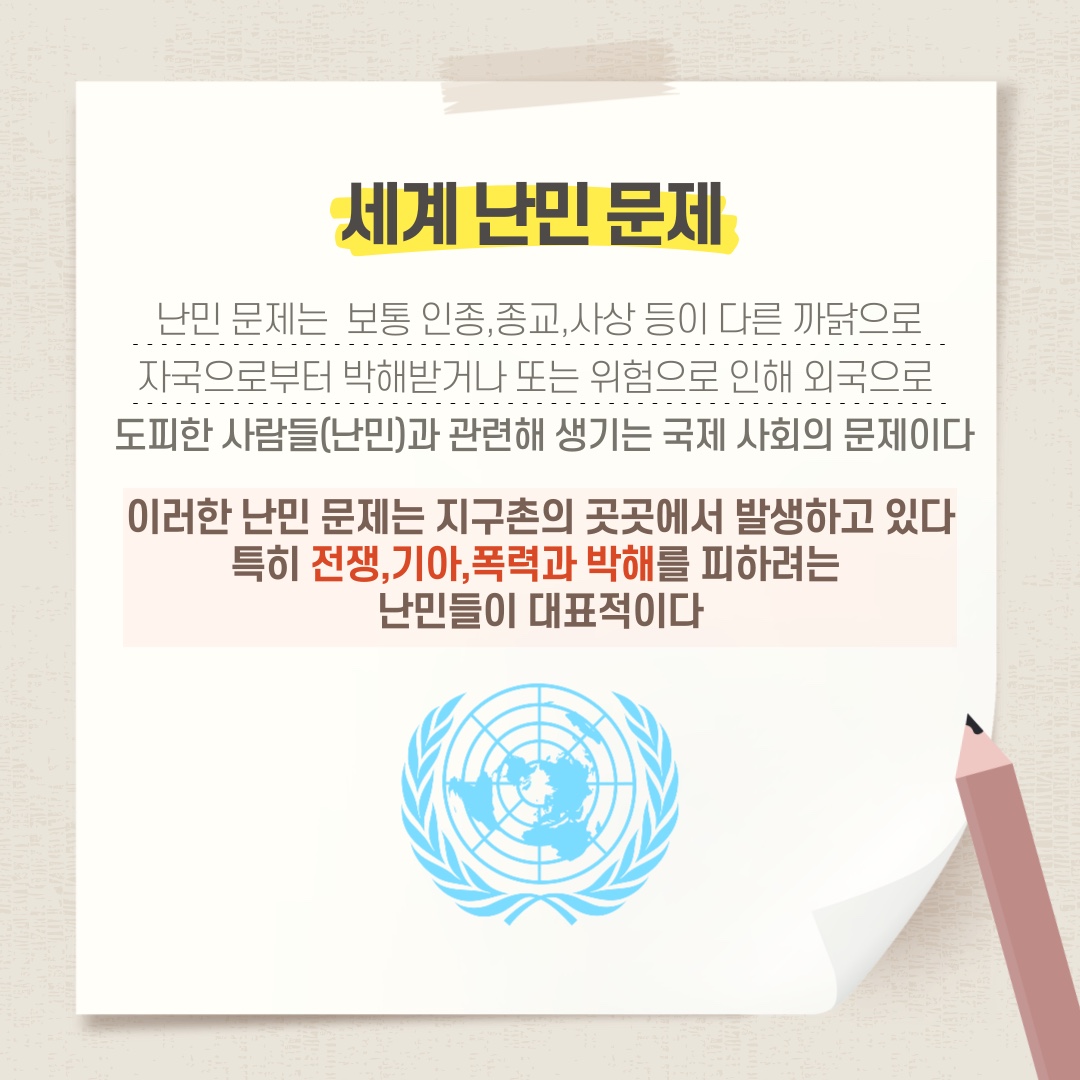 세계 난민 문제
난민 문제는 보통 인종,종교,사상 등이 다른 까닭으로
자국으로부터 박해받거나 또는 위험으로 인해 외국으로
도피한 사람들(난민)과 관련해 생기는 국제 사회의 문제이다
이러한 난민 문제는 지구촌의 곳곳에서 발생하고 있다
특히 전쟁,기아,폭력과 박해를 피하려는
난민들이 대표적이다